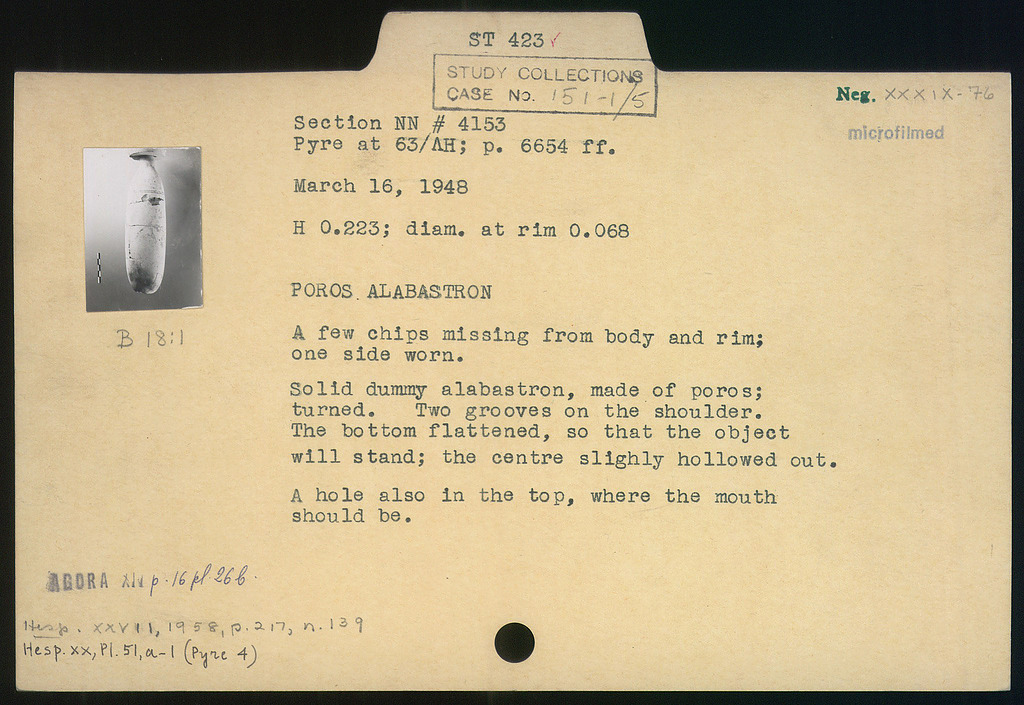 ST 423 ✓
STUDY COLLECTIONS
CASE No. 151-1/5
Neg. XXXIX-76
microfilmed
Section NN # 4153
Pyre at 63/ΛH; p. 6654 ff.
March 16, 1948
H 0.223; diam. at rim 0.068
POROS ALABASTRON
B 18:1
A few chips missing from body and rim;
one side worn.
Solid dummy alabastron, made of poros;
turned. Two grooves on the shoulder.
The bottom flattened, so that the object
will stand; the centre slighly hollowed out.
A hole also in the top, where the mouth
should be.
AGORA XIV p. 16 pl. 26b.
Hesp. XXVII, 1958, p. 217, n. 139
Hesp. XX, Pl. 51, a-1 (Pyre 4)